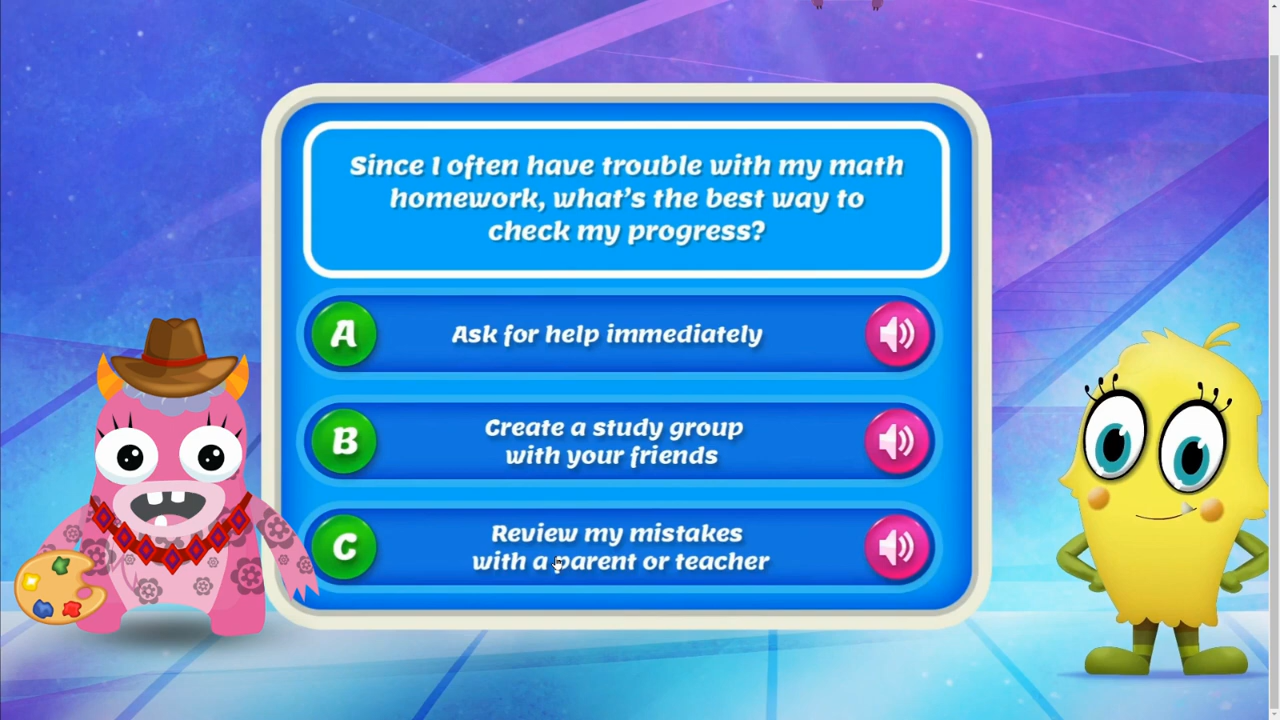 Since I often have trouble with my math
homework, what's the best way to
check my progress?
A
Ask for help immediately
B
Create a study group
with your friends
C
Review my mistakes
with a parent or teacher